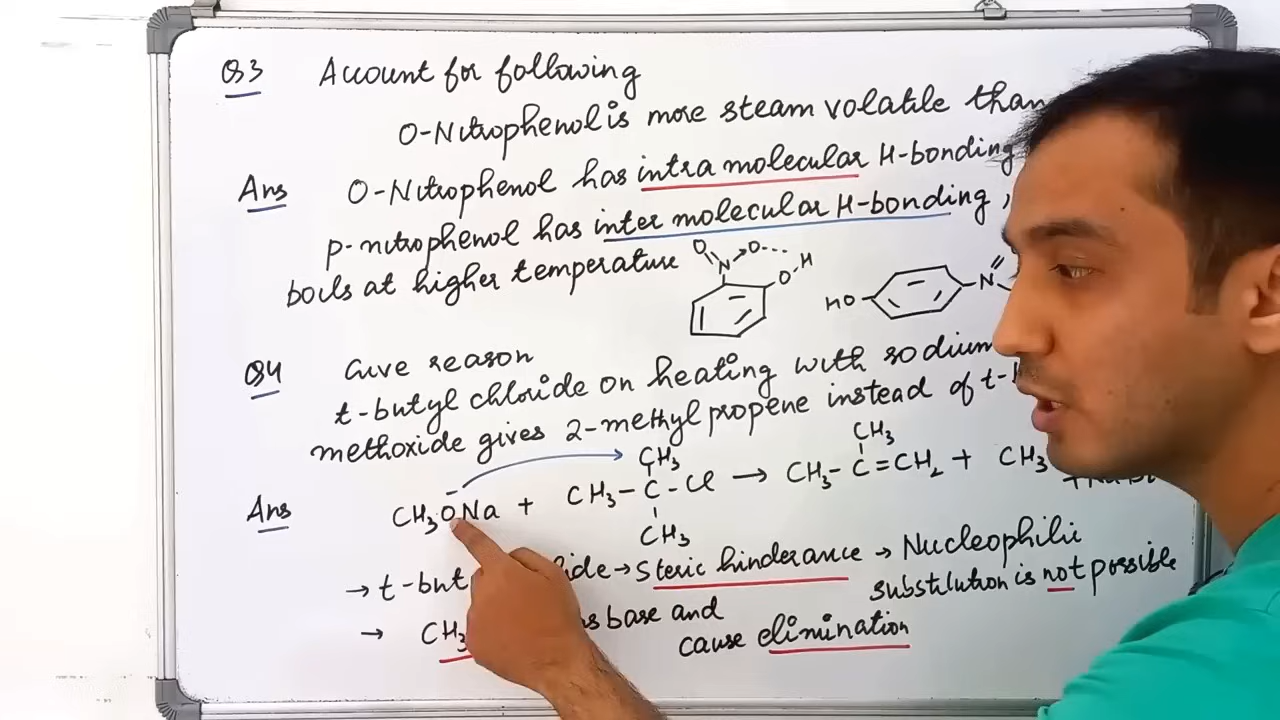 Q3 Account for following
O-Nitrophenol is more steam volatile than
Ans O-Nitrophenol has intra molecular H-bonding
p-nitrophenol has inter molecular H-bonding,
boils at higher temperature
O N→O---
O-H
HO N
Q4 Give reason
t-butyl chloride on heating with sodium
methoxide gives 2-methyl propene instead of t-
CH3 CH3
Ans CH3ONa + CH3-C-Cl → CH3-C=CH2 + CH3
CH3
→ t-but ide → Steric hinderance → Nucleophilic
substitution is not possible
→ CH3 as base and
cause elimination